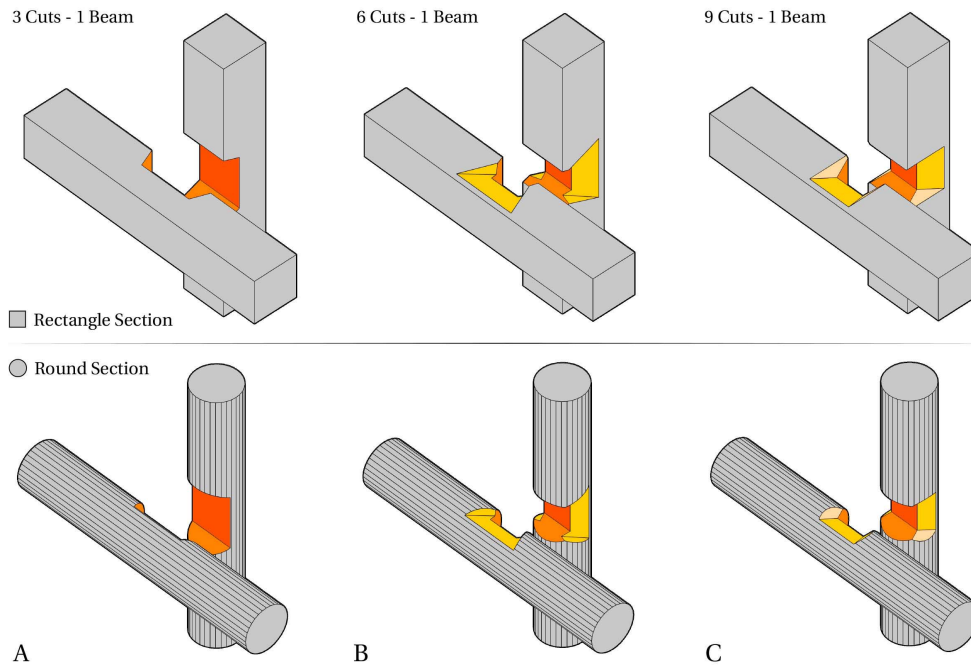 3 Cuts - 1 Beam
6 Cuts - 1 Beam
9 Cuts - 1 Beam
Rectangle Section
Round Section
A
B
C